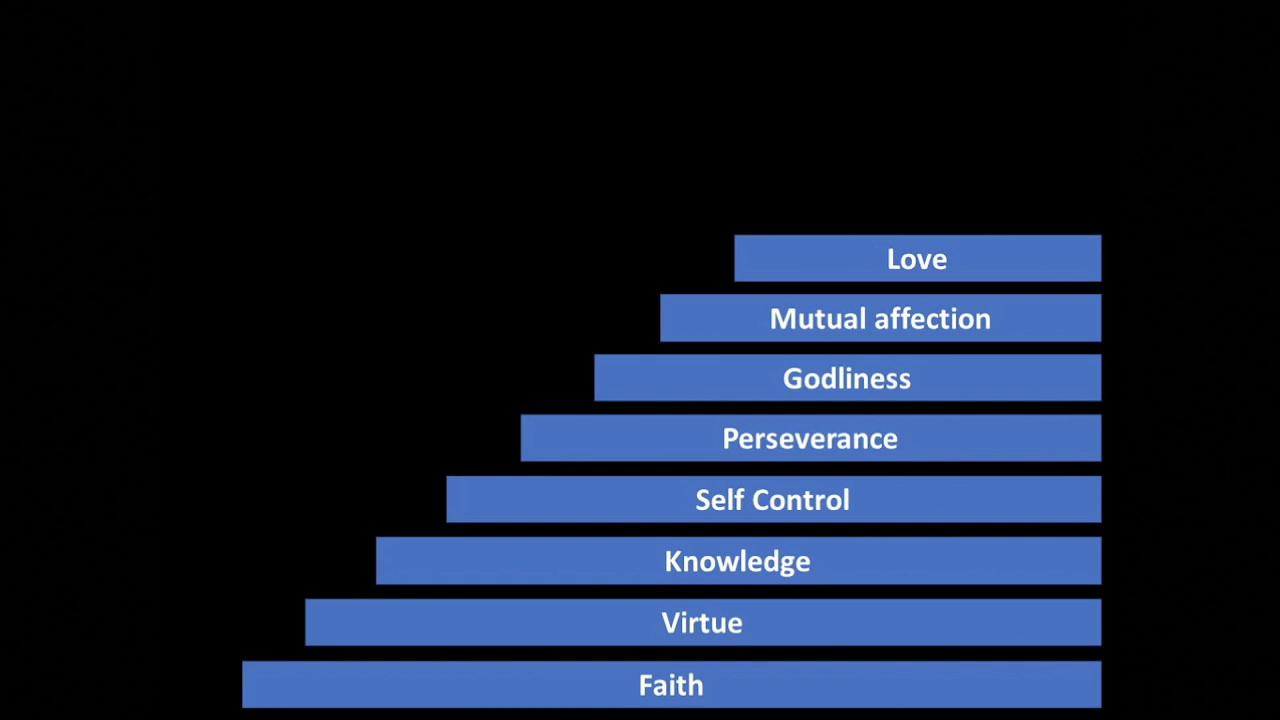 Love
Mutual affection
Godliness
Perseverance
Self Control
Knowledge
Virtue
Faith